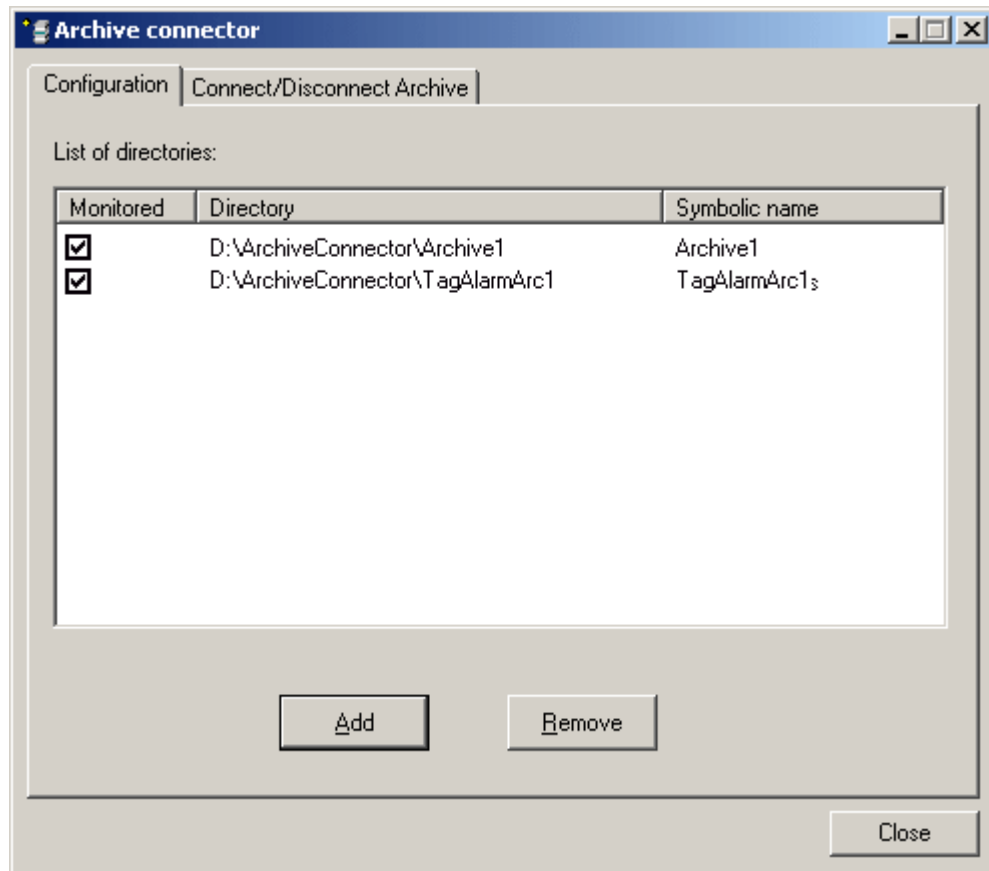 Archive connector
Configuration Connect/Disconnect Archive
List of directories:
Monitored Directory Symbolic name
D:\ArchiveConnector\Archive1 Archive1
D:\ArchiveConnector\TagAlarmArc1 TagAlarmArc1s
Add Remove
Close